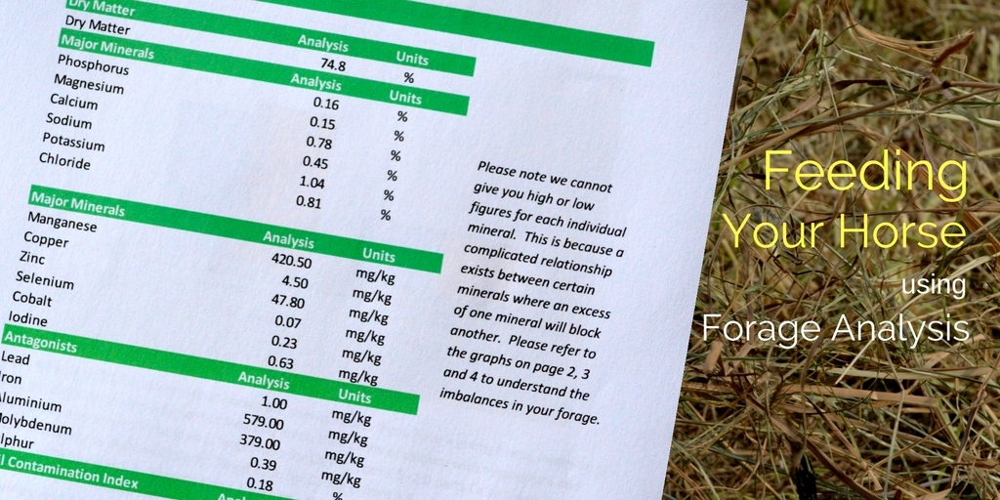 Dry Matter
Analysis Units
Dry Matter 74.8 %
Major Minerals Analysis Units
Phosphorus 0.16 %
Magnesium 0.15 %
Calcium 0.78 %
Sodium 0.45 %
Potassium 1.04 %
Chloride 0.81 %
Major Minerals Analysis Units
Manganese 420.50 mg/kg
Copper 4.50 mg/kg
Zinc 47.80 mg/kg
Selenium 0.07 mg/kg
Cobalt 0.23 mg/kg
Iodine 0.63 mg/kg
Antagonists Analysis Units
Lead 1.00 mg/kg
Iron 579.00 mg/kg
Aluminium 379.00 mg/kg
olybdenum 0.39 mg/kg
lphur 0.18 %
l Contamination Index
Please note we cannot
give you high or low
figures for each individual
mineral. This is because a
complicated relationship
exists between certain
minerals where an excess
of one mineral will block
another. Please refer to
the graphs on page 2, 3
and 4 to understand the
imbalances in your forage.
Feeding
Your Horse
using
Forage Analysis